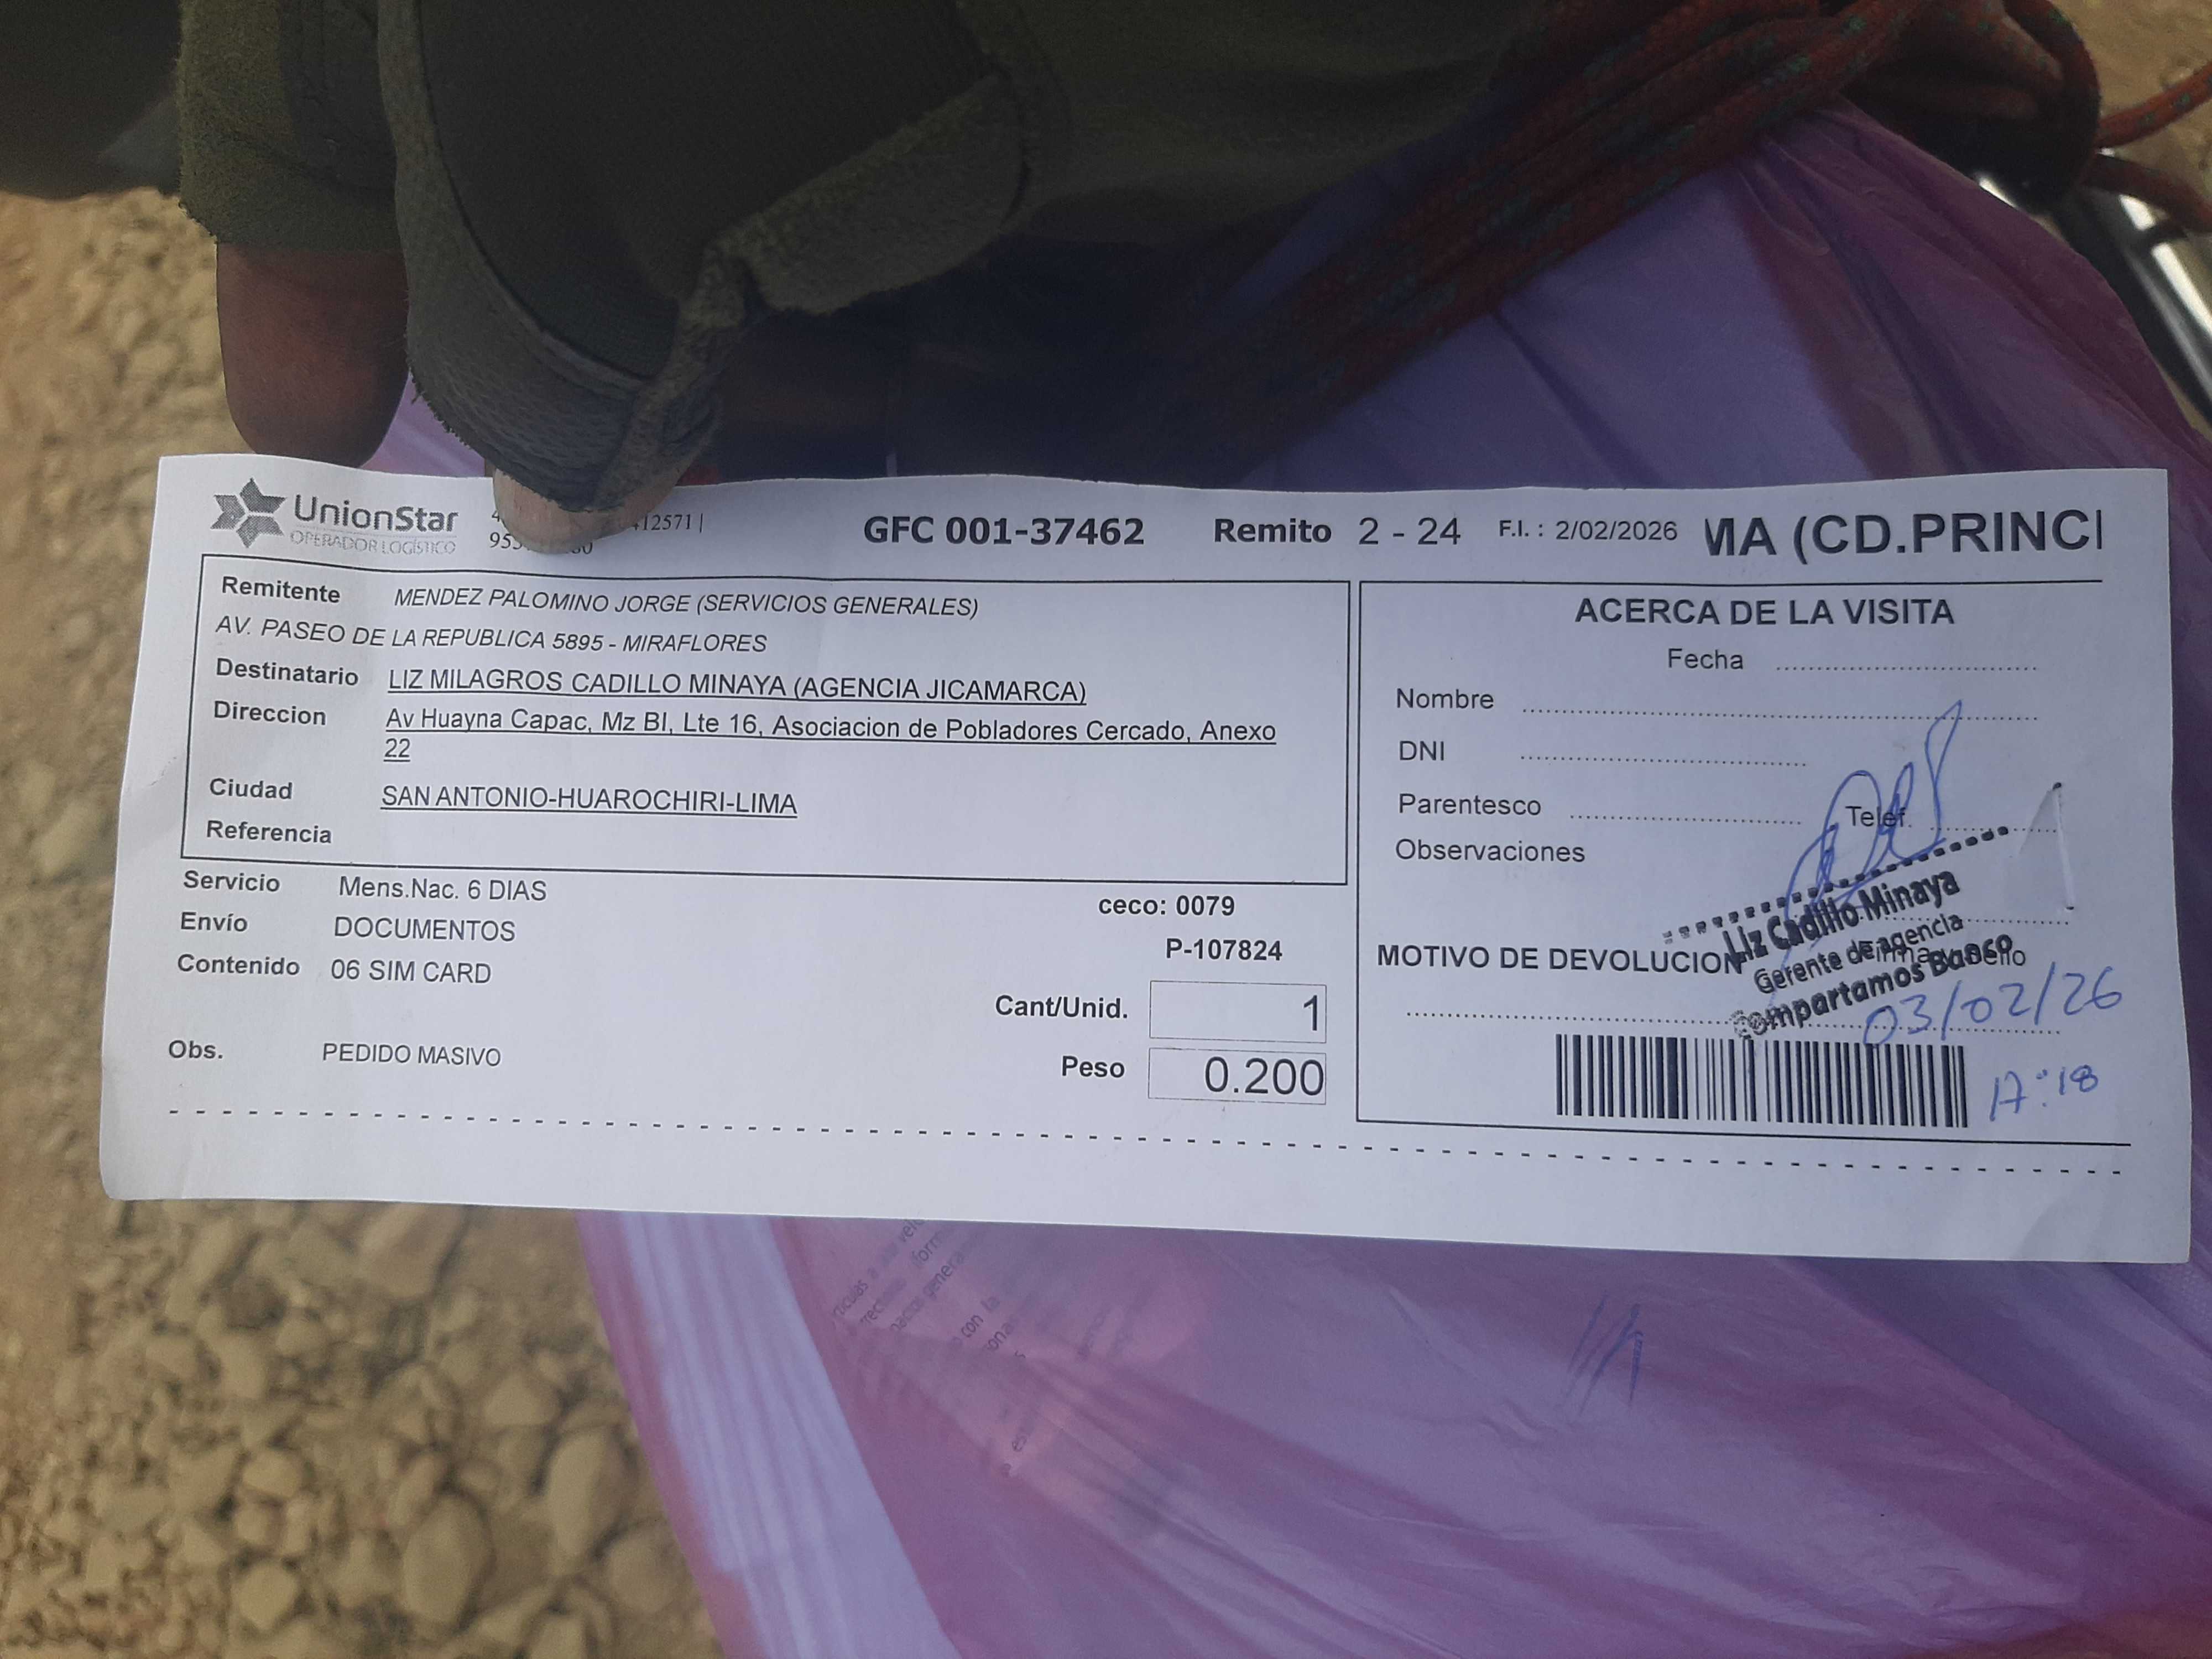 UnionStar
OPERADOR LOGÍSTICO
412571 |
GFC 001-37462 Remito 2 - 24 F.I. : 2/02/2026 MA (CD.PRINCI
Remitente MENDEZ PALOMINO JORGE (SERVICIOS GENERALES)
AV. PASEO DE LA REPUBLICA 5895 - MIRAFLORES
Destinatario LIZ MILAGROS CADILLO MINAYA (AGENCIA JICAMARCA)
Direccion Av Huayna Capac, Mz BI, Lte 16, Asociacion de Pobladores Cercado, Anexo
22
Ciudad SAN ANTONIO-HUAROCHIRI-LIMA
Referencia
Servicio Mens.Nac. 6 DIAS
Envío DOCUMENTOS
Contenido 06 SIM CARD
Obs. PEDIDO MASIVO
ceco: 0079
P-107824
Cant/Unid. 1
Peso 0.200
ACERCA DE LA VISITA
Fecha
Nombre
DNI
Parentesco Telef.
Observaciones
MOTIVO DE DEVOLUCION
Liz Cadillo Minaya
Gerente de agencia
Compartamos Banco
03/02/26
17:18